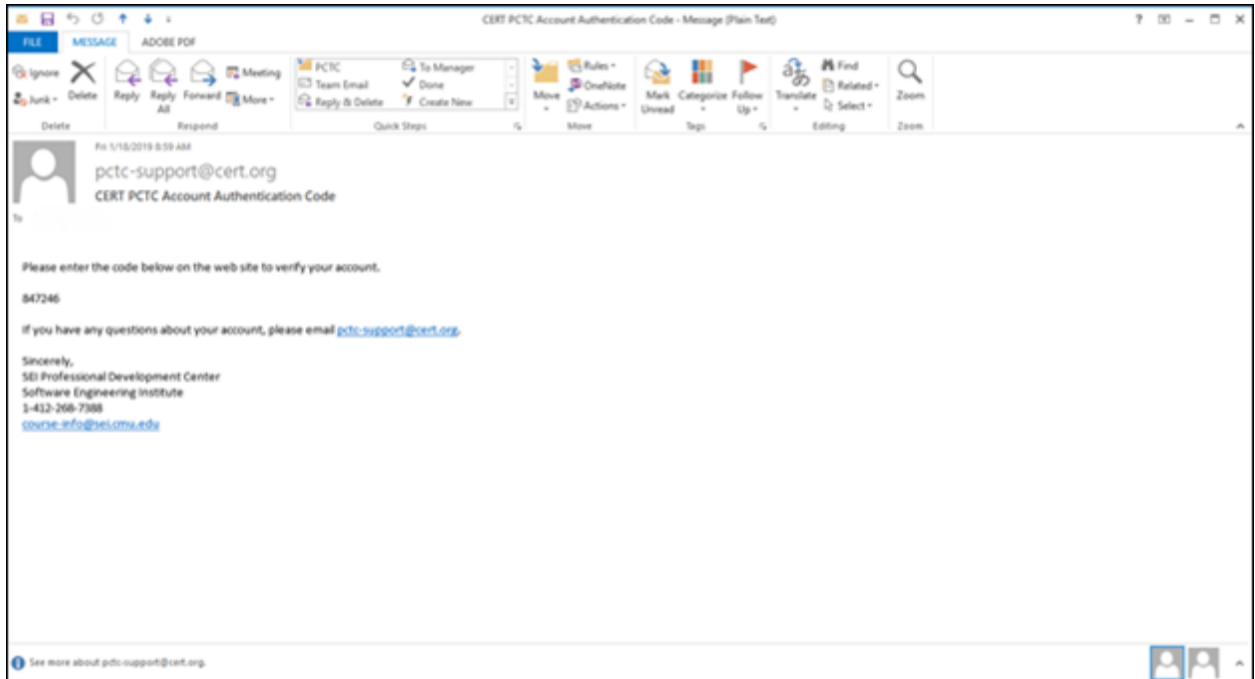 CERT PCTC Account Authentication Code - Message (Plain Text)
FILE MESSAGE ADOBE PDF
Ignore
Junk
Delete
Reply
Reply All
Forward
Meeting
More
PCTC
Team Email
Reply & Delete
To Manager
Done
Create New
Move
Rules
OneNote
Actions
Mark Unread
Categorize
Follow Up
Translate
Find
Related
Select
Zoom
Delete Respond Quick Steps Move Tags Editing Zoom
Fri 1/18/2019 8:59 AM
pctc-support@cert.org
CERT PCTC Account Authentication Code
To
Please enter the code below on the web site to verify your account.
847246
If you have any questions about your account, please email pctc-support@cert.org.
Sincerely,
SEI Professional Development Center
Software Engineering Institute
1-412-268-7388
course-info@sei.cmu.edu
See more about pctc-support@cert.org.